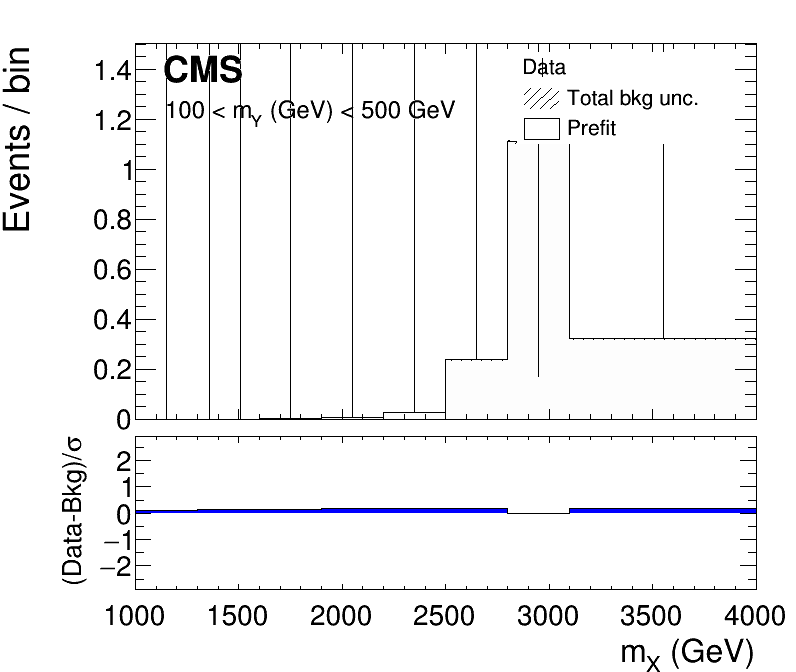 Events / bin
CMS
100 < m_Y (GeV) < 500 GeV
Data
Total bkg unc.
Prefit
1.4
1.2
1
0.8
0.6
0.4
0.2
0
(Data-Bkg)/σ
2
1
0
−1
−2
1000 1500 2000 2500 3000 3500 4000
m_X (GeV)